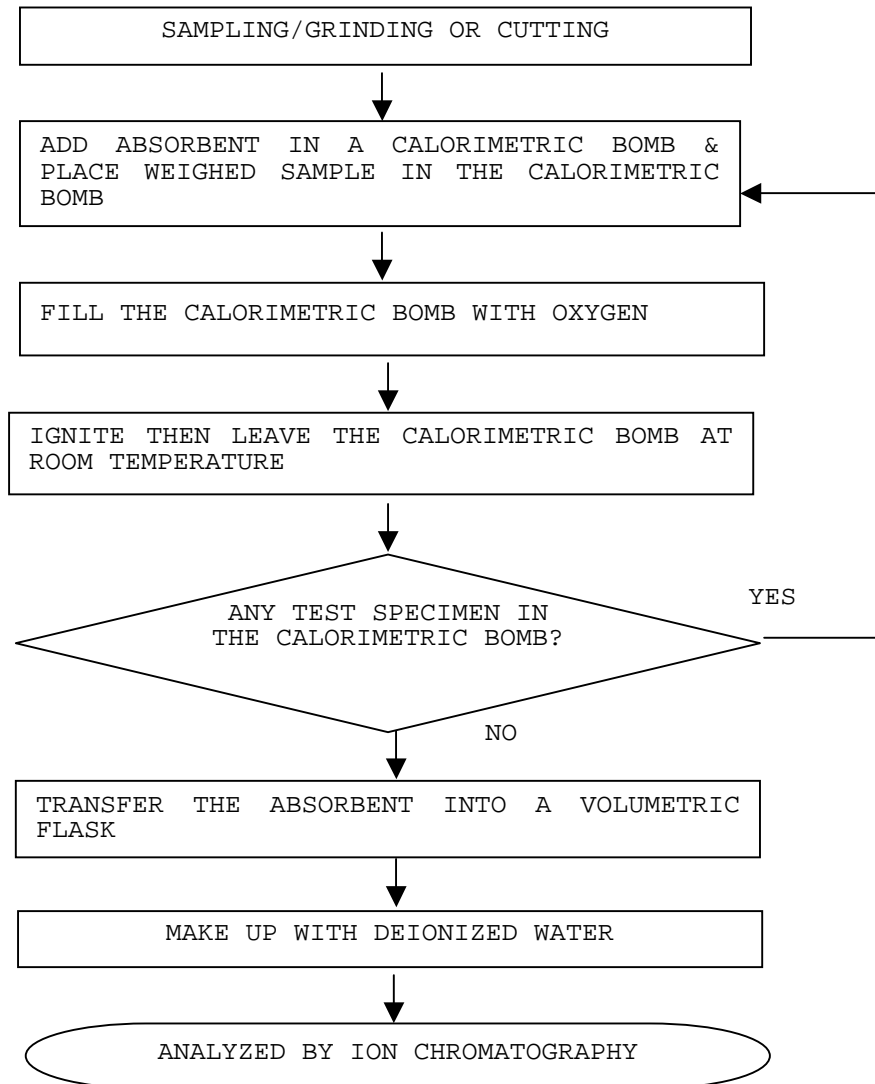 SAMPLING/GRINDING OR CUTTING
ADD ABSORBENT IN A CALORIMETRIC BOMB &
PLACE WEIGHED SAMPLE IN THE CALORIMETRIC
BOMB
FILL THE CALORIMETRIC BOMB WITH OXYGEN
IGNITE THEN LEAVE THE CALORIMETRIC BOMB AT
ROOM TEMPERATURE
ANY TEST SPECIMEN IN
THE CALORIMETRIC BOMB?
YES
NO
TRANSFER THE ABSORBENT INTO A VOLUMETRIC
FLASK
MAKE UP WITH DEIONIZED WATER
ANALYZED BY ION CHROMATOGRAPHY